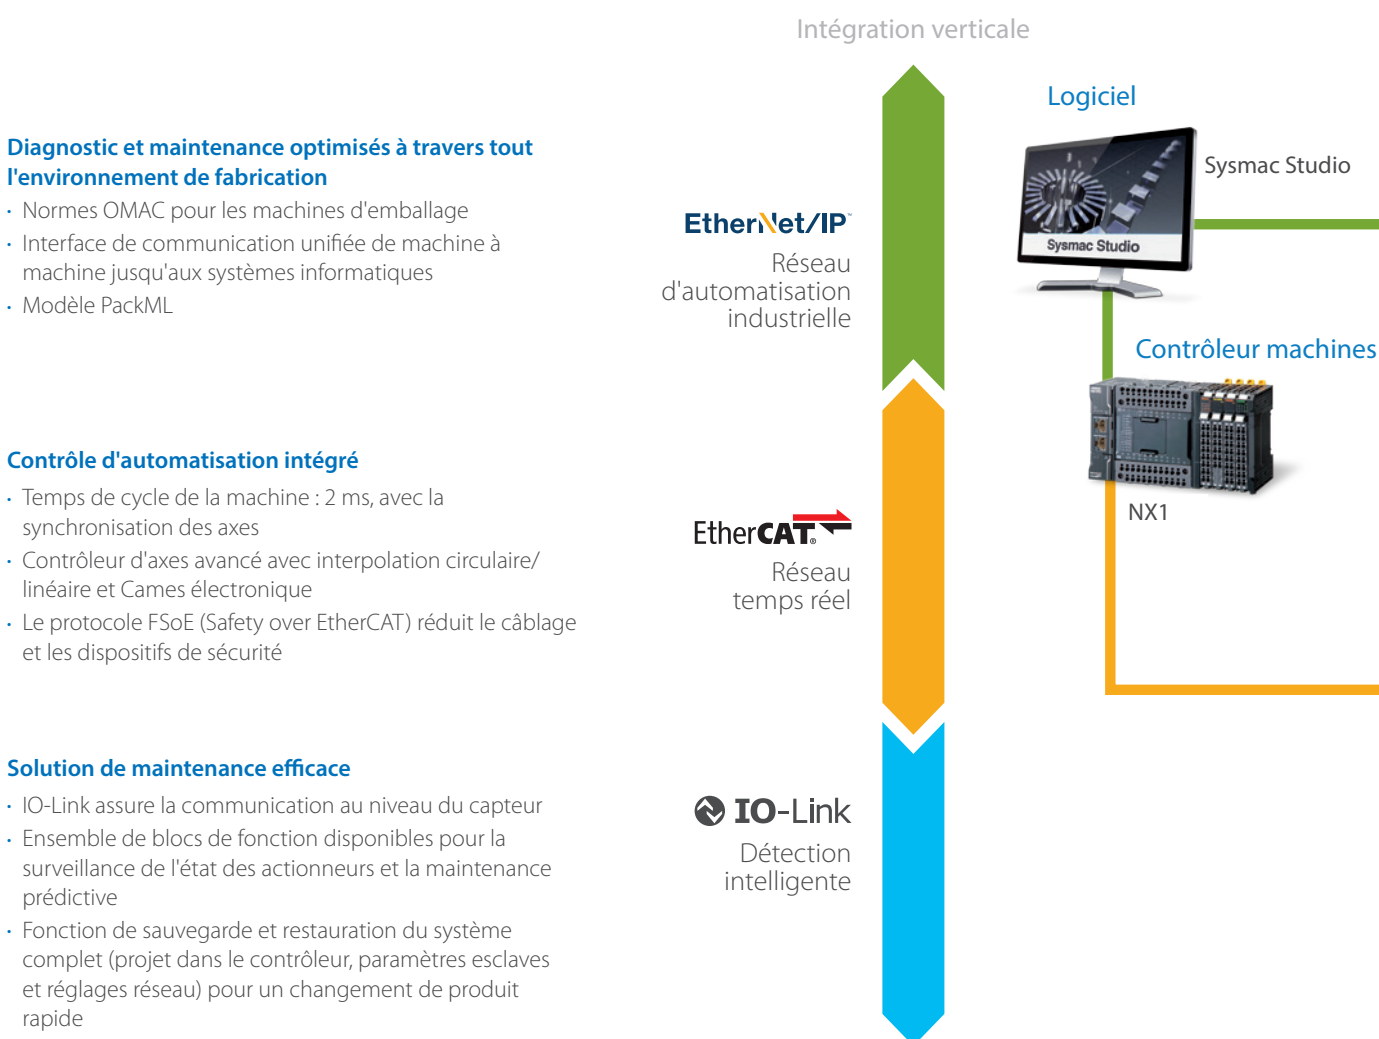 Intégration verticale
Diagnostic et maintenance optimisés à travers tout
l'environnement de fabrication
· Normes OMAC pour les machines d'emballage
· Interface de communication unifiée de machine à
machine jusqu'aux systèmes informatiques
· Modèle PackML
Contrôle d'automatisation intégré
· Temps de cycle de la machine : 2 ms, avec la
synchronisation des axes
· Contrôleur d'axes avancé avec interpolation circulaire/
linéaire et Cames électronique
· Le protocole FSoE (Safety over EtherCAT) réduit le câblage
et les dispositifs de sécurité
Solution de maintenance efficace
· IO-Link assure la communication au niveau du capteur
· Ensemble de blocs de fonction disponibles pour la
surveillance de l'état des actionneurs et la maintenance
prédictive
· Fonction de sauvegarde et restauration du système
complet (projet dans le contrôleur, paramètres esclaves
et réglages réseau) pour un changement de produit
rapide
EtherNet/IP™
Réseau
d'automatisation
industrielle
EtherCAT®
Réseau
temps réel
IO-Link
Détection
intelligente
Logiciel
Sysmac Studio
Sysmac Studio
Contrôleur machines
NX1